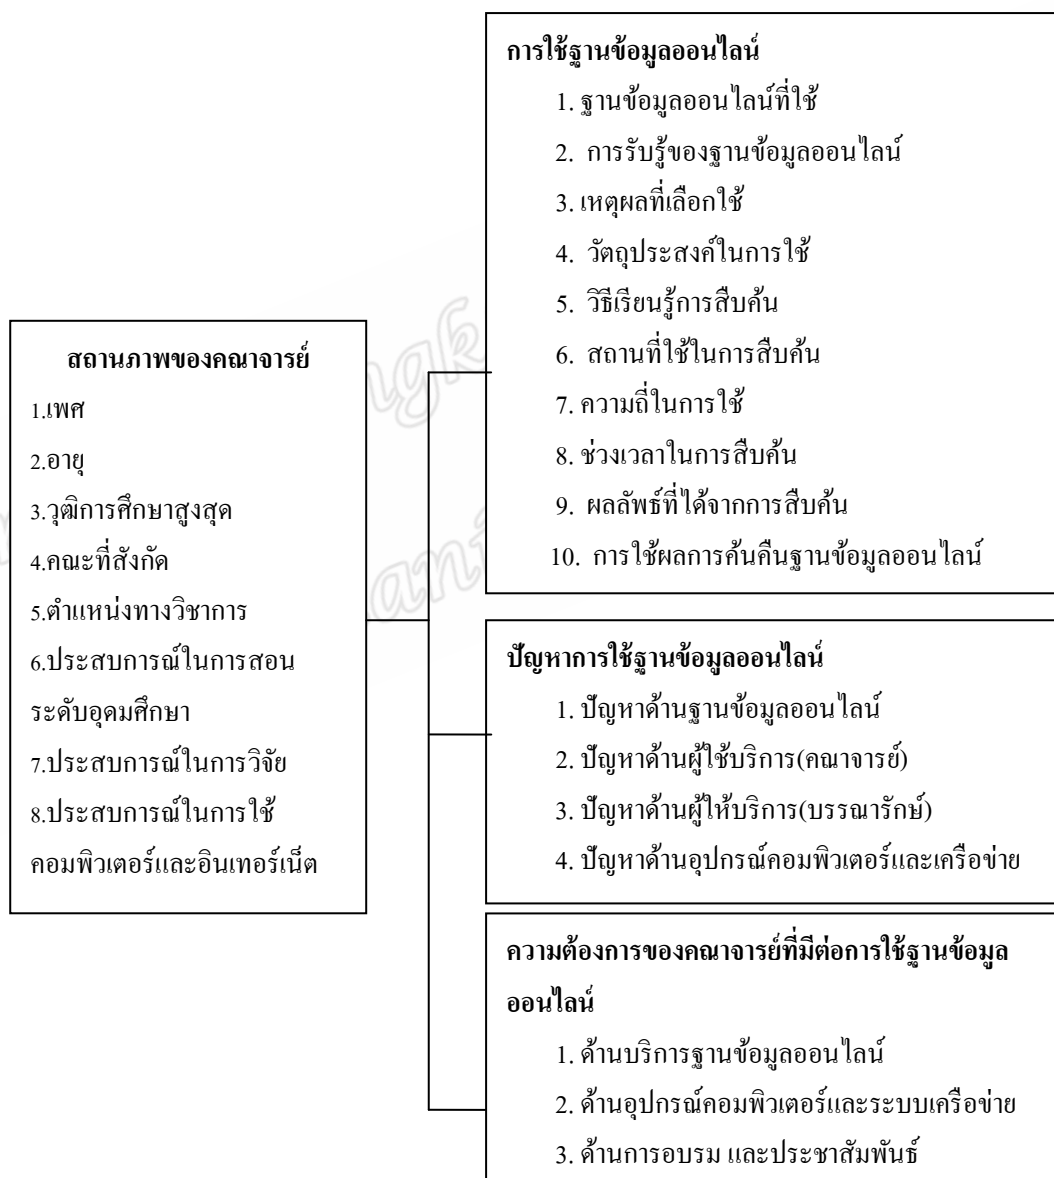 การใช้ฐานข้อมูลออนไลน์
1. ฐานข้อมูลออนไลน์ที่ใช้
2. การรับรู้ของฐานข้อมูลออนไลน์
3. เหตุผลที่เลือกใช้
4. วัตถุประสงค์ในการใช้
5. วิธีเรียนรู้การสืบค้น
6. สถานที่ใช้ในการสืบค้น
7. ความถี่ในการใช้
8. ช่วงเวลาในการสืบค้น
9. ผลลัพธ์ที่ได้จากการสืบค้น
10. การใช้ผลการค้นคืนฐานข้อมูลออนไลน์
สถานภาพของคณาจารย์
1.เพศ
2.อายุ
3.วุฒิการศึกษาสูงสุด
4.คณะที่สังกัด
5.ตำแหน่งทางวิชาการ
6.ประสบการณ์ในการสอน
ระดับอุดมศึกษา
7.ประสบการณ์ในการวิจัย
8.ประสบการณ์ในการใช้
คอมพิวเตอร์และอินเทอร์เน็ต
ปัญหาการใช้ฐานข้อมูลออนไลน์
1. ปัญหาด้านฐานข้อมูลออนไลน์
2. ปัญหาด้านผู้ใช้บริการ(คณาจารย์)
3. ปัญหาด้านผู้ให้บริการ(บรรณารักษ์)
4. ปัญหาด้านอุปกรณ์คอมพิวเตอร์และเครือข่าย
ความต้องการของคณาจารย์ที่มีต่อการใช้ฐานข้อมูล
ออนไลน์
1. ด้านบริการฐานข้อมูลออนไลน์
2. ด้านอุปกรณ์คอมพิวเตอร์และระบบเครือข่าย
3. ด้านการอบรม และประชาสัมพันธ์